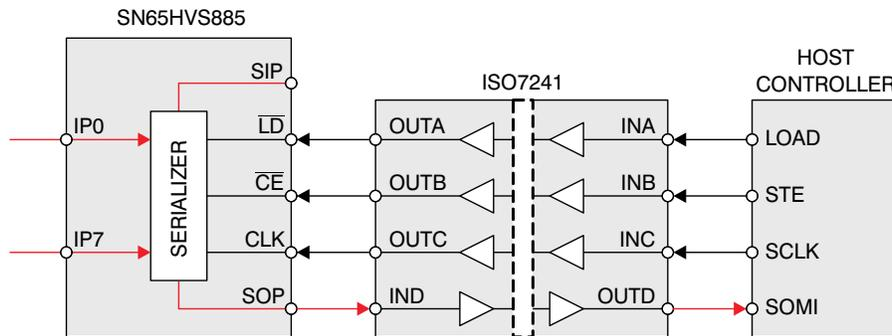 SN65HVS885
HOST
CONTROLLER
ISO7241
SIP
IP0
LD
OUTA
INA
LOAD
SERIALIZER
CE
OUTB
INB
STE
IP7
CLK
OUTC
INC
SCLK
SOP
IND
OUTD
SOMI